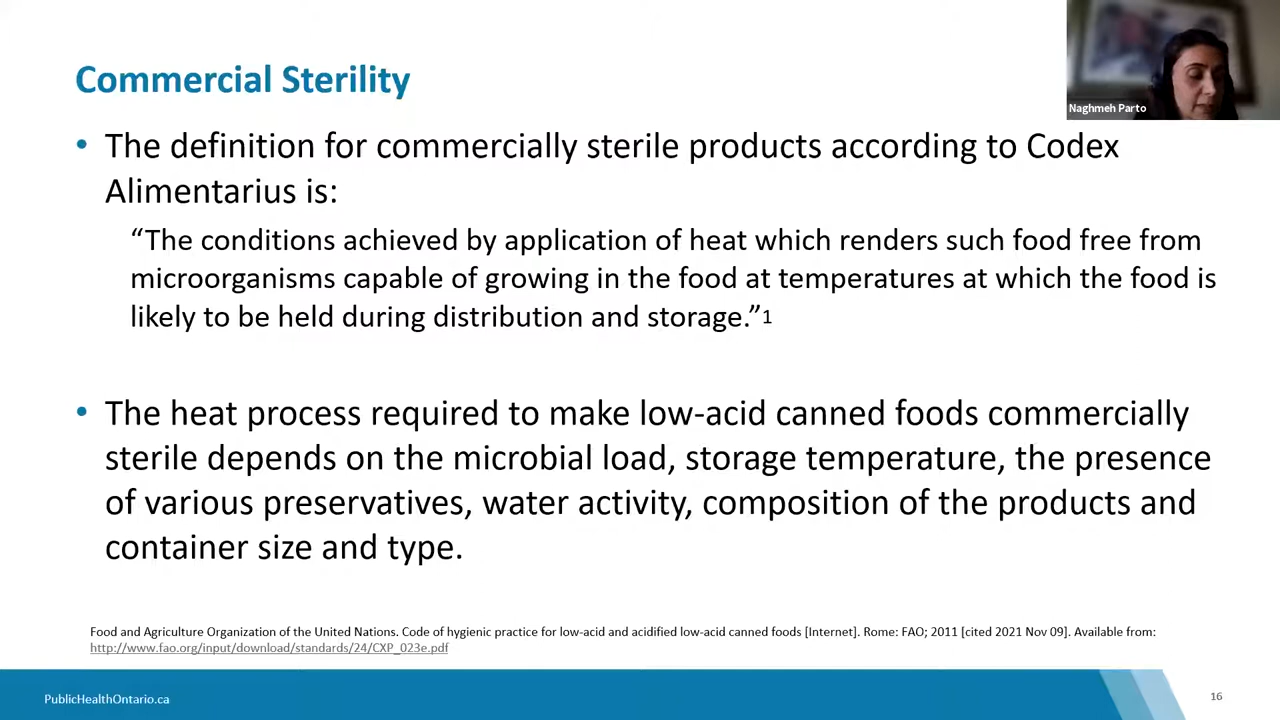 Commercial Sterility
Naghmeh Parto
• The definition for commercially sterile products according to Codex
Alimentarius is:
“The conditions achieved by application of heat which renders such food free from
microorganisms capable of growing in the food at temperatures at which the food is
likely to be held during distribution and storage.”1
• The heat process required to make low-acid canned foods commercially
sterile depends on the microbial load, storage temperature, the presence
of various preservatives, water activity, composition of the products and
container size and type.
Food and Agriculture Organization of the United Nations. Code of hygienic practice for low-acid and acidified low-acid canned foods [Internet]. Rome: FAO; 2011 [cited 2021 Nov 09]. Available from:
http://www.fao.org/input/download/standards/24/CXP_023e.pdf
PublicHealthOntario.ca
16